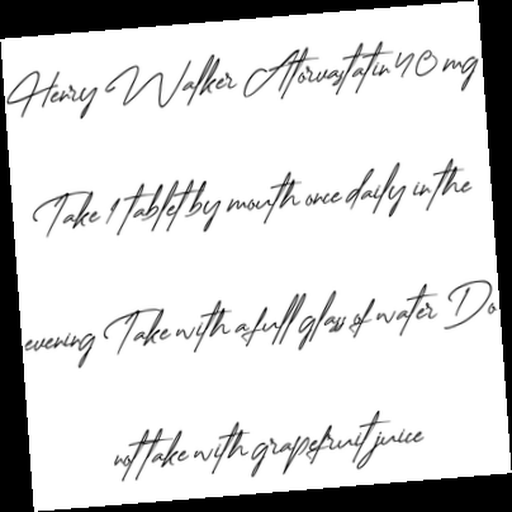 Henry Walker Atorvastatin 40 mg
Take 1 tablet by mouth once daily in the
evening Take with a full glass of water Do
not take with grapefruit juice